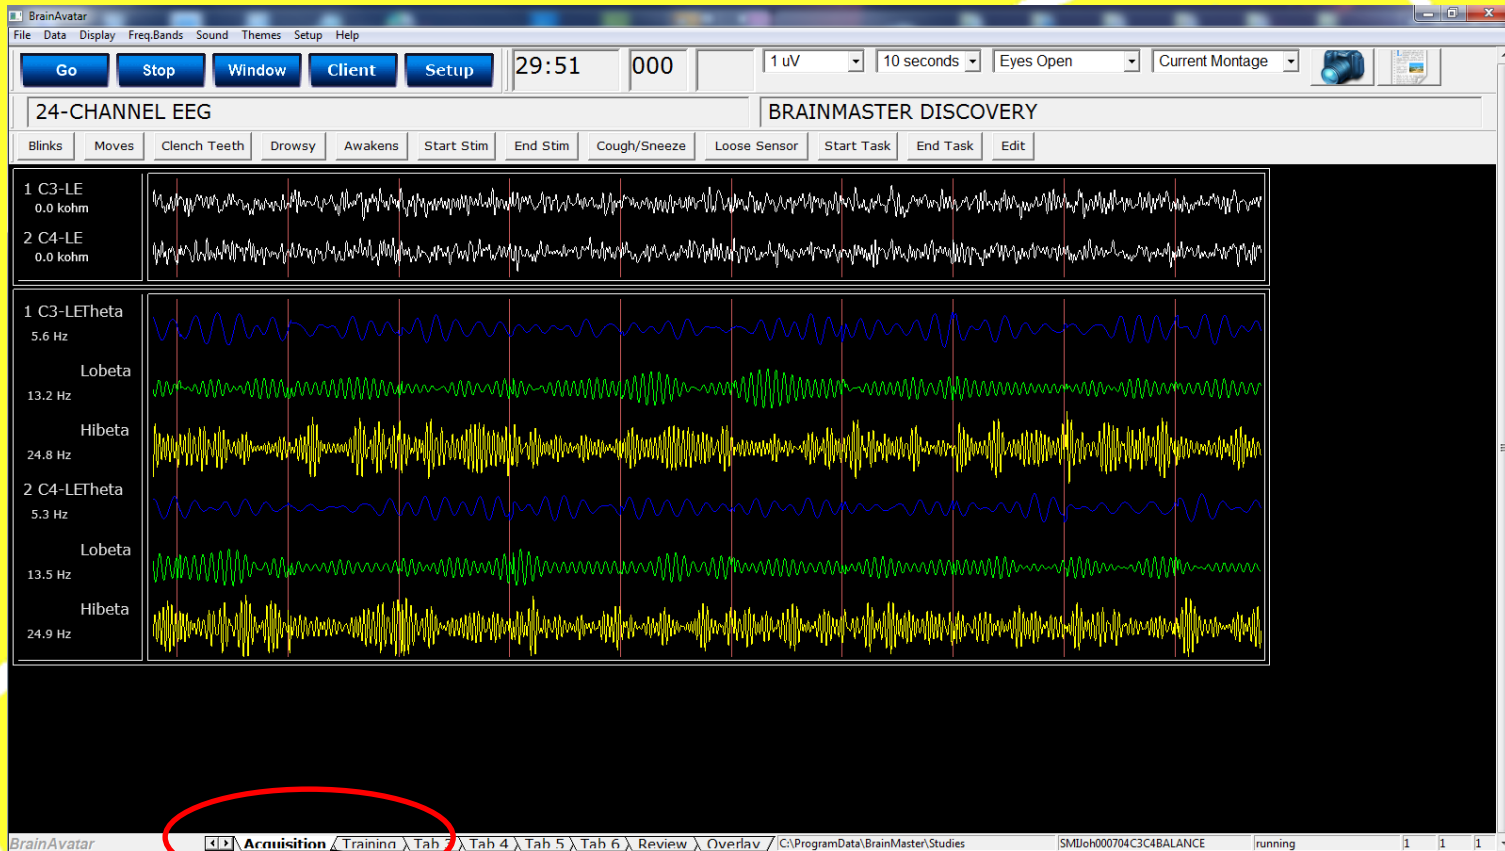 BrainAvatar
File Data Display Freq.Bands Sound Themes Setup Help
Go Stop Window Client Setup 29:51 000 1 uV 10 seconds Eyes Open Current Montage
24-CHANNEL EEG BRAINMASTER DISCOVERY
Blinks Moves Clench Teeth Drowsy Awakens Start Stim End Stim Cough/Sneeze Loose Sensor Start Task End Task Edit
1 C3-LE
0.0 kohm
2 C4-LE
0.0 kohm
1 C3-LETheta
5.6 Hz
Lobeta
13.2 Hz
Hibeta
24.8 Hz
2 C4-LETheta
5.3 Hz
Lobeta
13.5 Hz
Hibeta
24.9 Hz
BrainAvatar Acquisition Training Tab 3 Tab 4 Tab 5 Tab 6 Review Overlay C:\ProgramData\BrainMaster\Studies SMIJoh000704C3C4BALANCE running 1 1 1